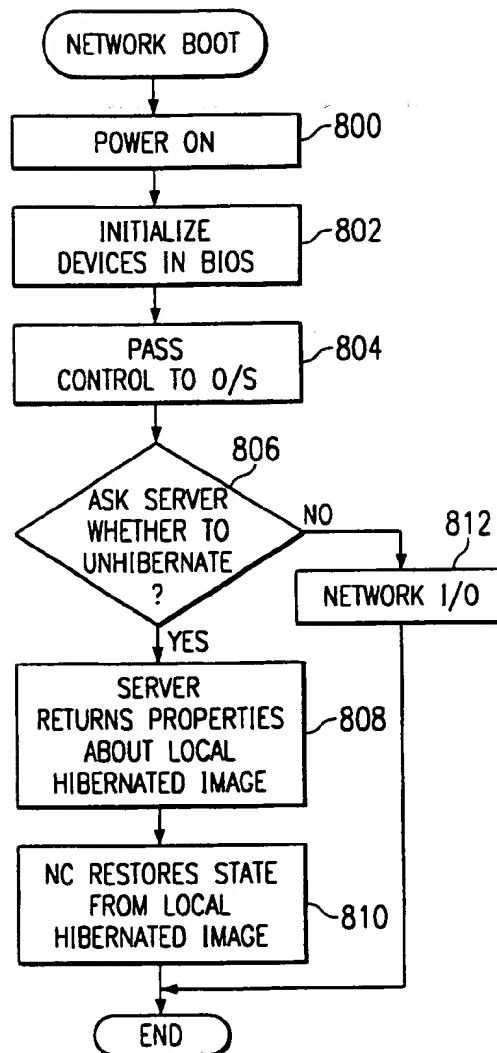 NETWORK BOOT
POWER ON
800
INITIALIZE
DEVICES IN BIOS
802
PASS
CONTROL TO O/S
804
806
ASK SERVER
WHETHER TO
UNHIBERNATE
?
NO
812
NETWORK I/O
YES
SERVER
RETURNS PROPERTIES
ABOUT LOCAL
HIBERNATED IMAGE
808
NC RESTORES STATE
FROM LOCAL
HIBERNATED IMAGE
810
END